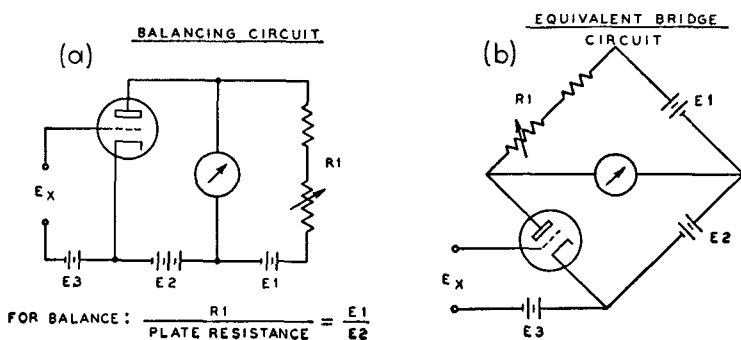 BALANCING CIRCUIT
(a)
R1
EX
E3
E2
E1
FOR BALANCE: R1 / PLATE RESISTANCE = E1 / E2
EQUIVALENT BRIDGE
CIRCUIT
(b)
R1
E1
E2
EX
E3